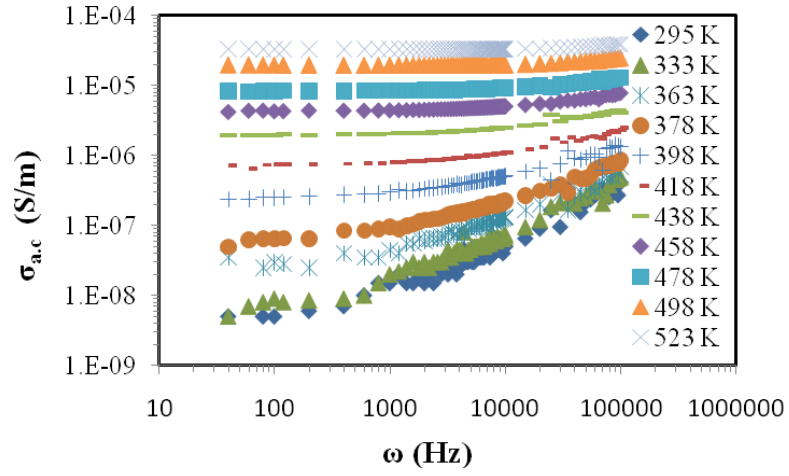 1.E-04
1.E-05
1.E-06
1.E-07
1.E-08
1.E-09
σa.c (S/m)
10
100
1000
10000
100000
1000000
ω (Hz)
295 K
333 K
363 K
378 K
398 K
418 K
438 K
458 K
478 K
498 K
523 K